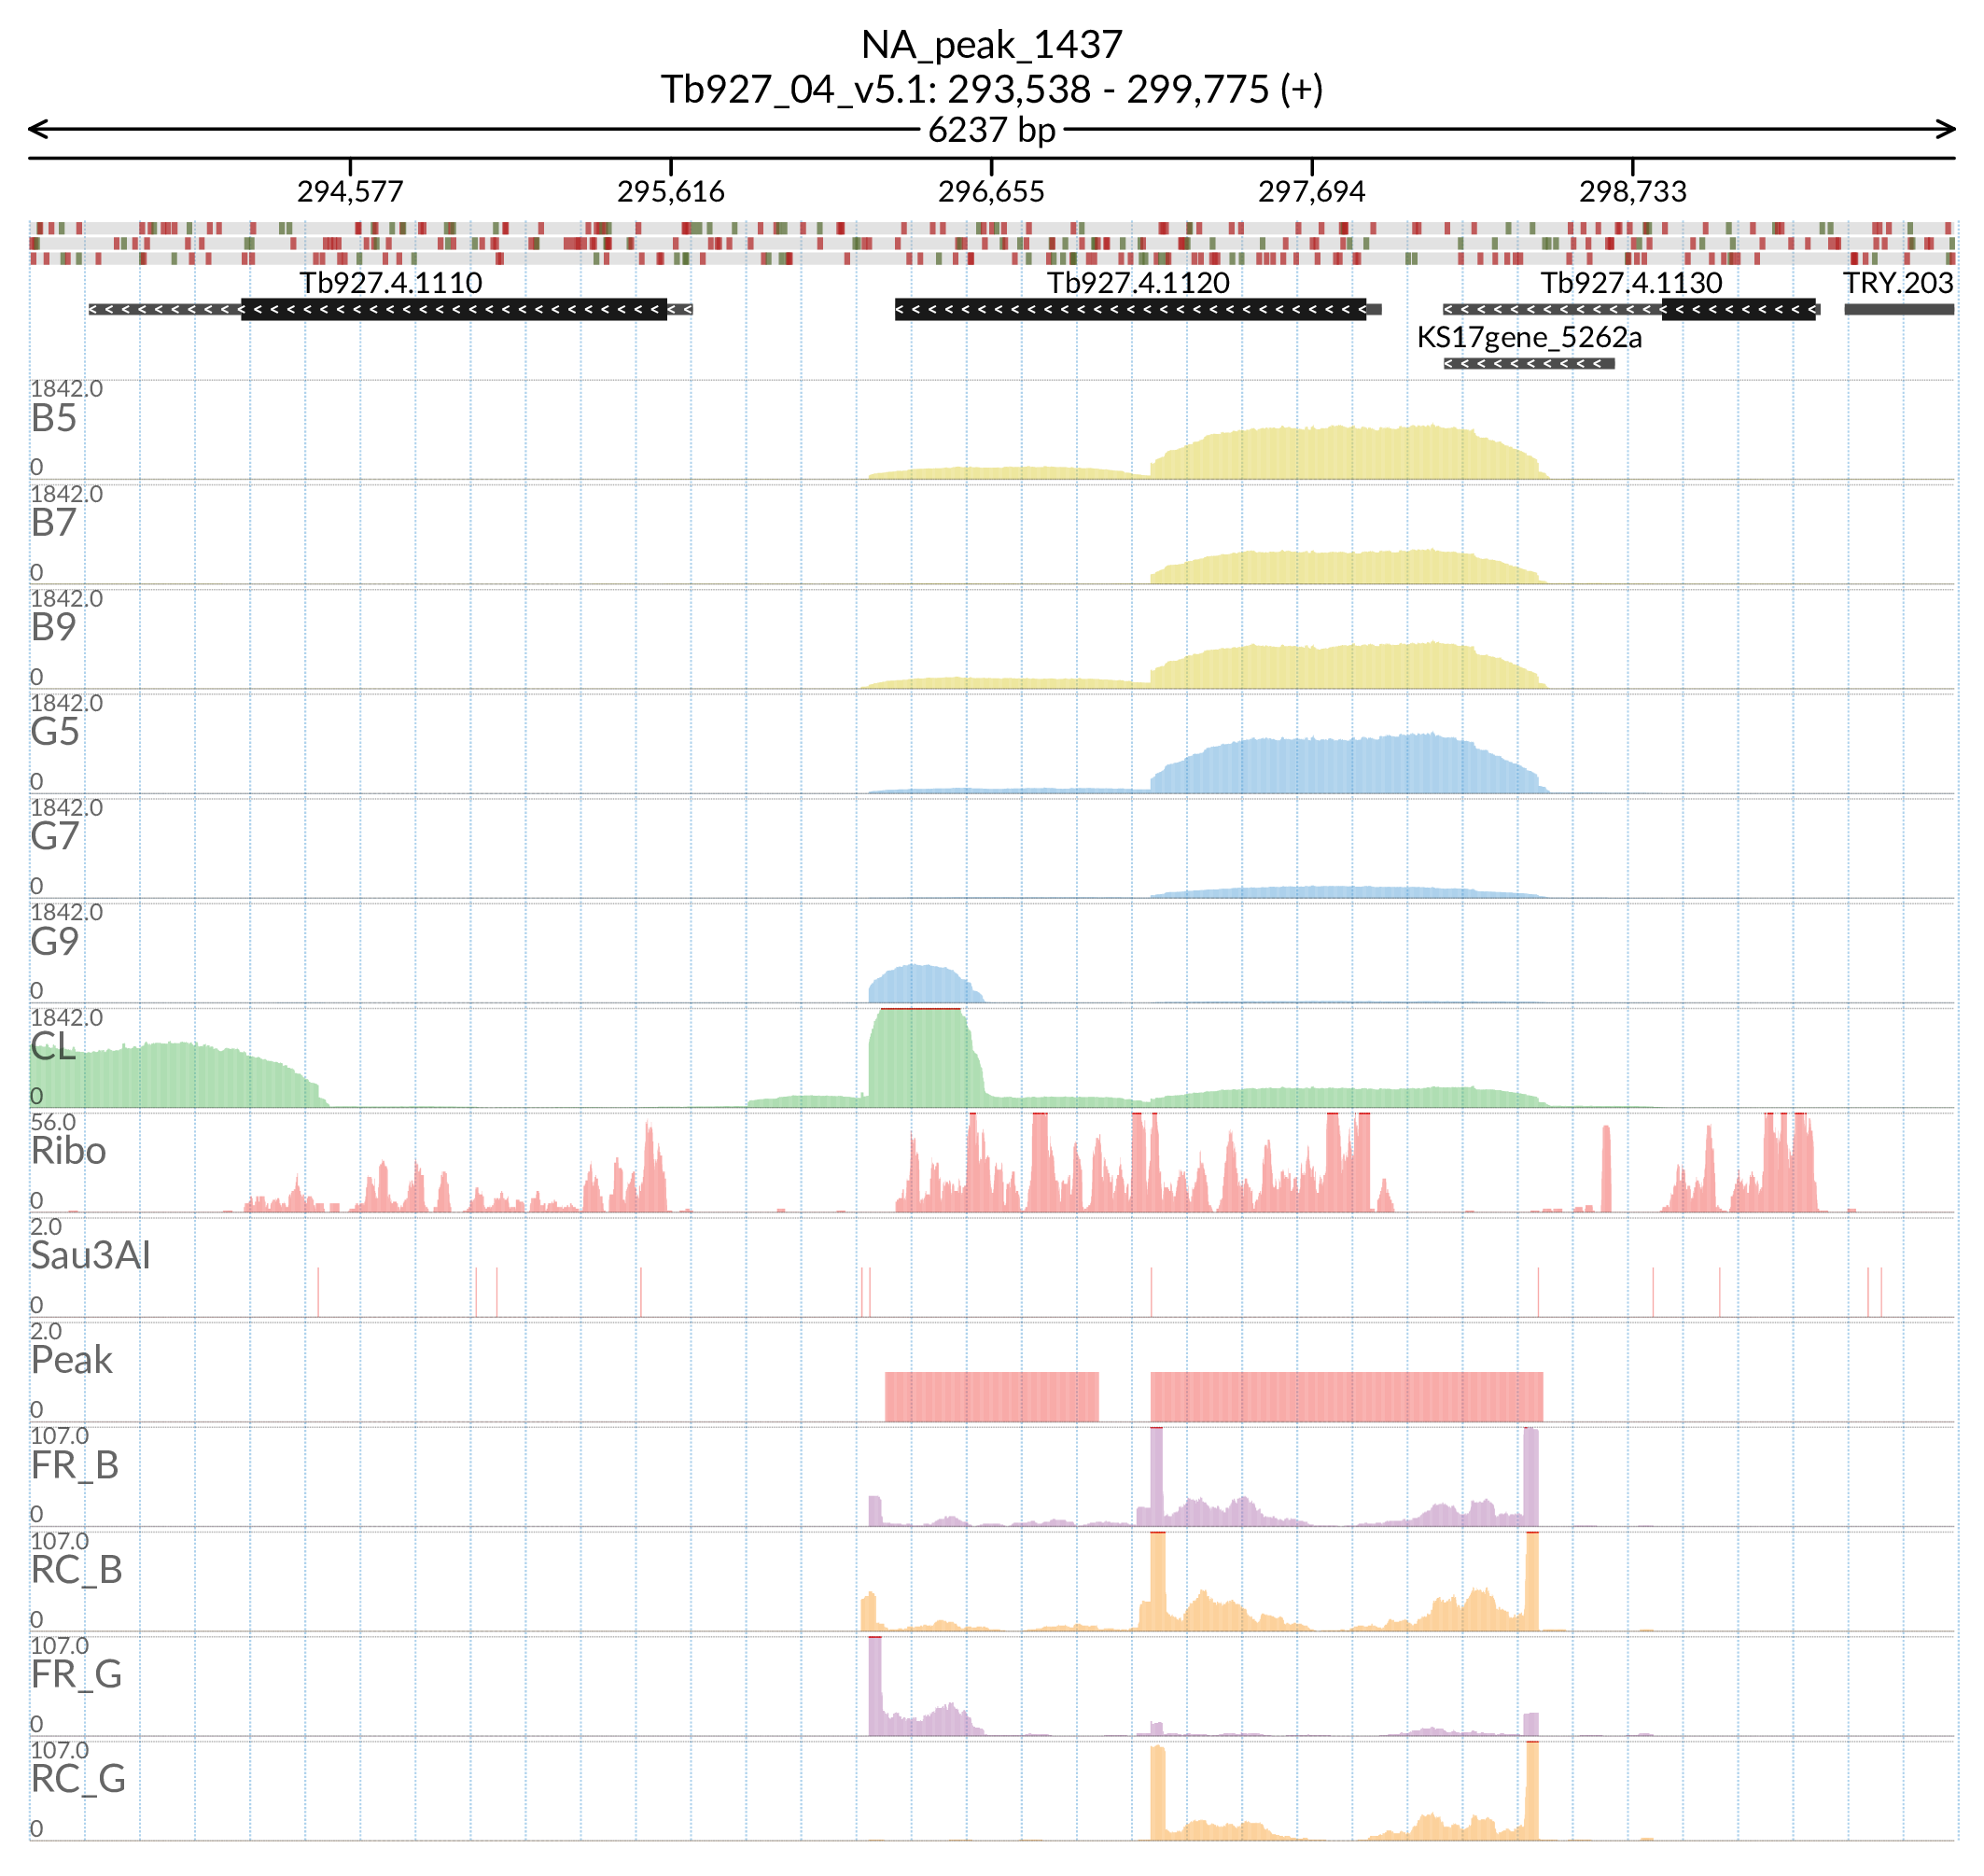 NA_peak_1437
Tb927_04_v5.1: 293,538 - 299,775 (+)
6237 bp
294,577 295,616 296,655 297,694 298,733
Tb927.4.1110 Tb927.4.1120 Tb927.4.1130 TRY.203
KS17gene_5262a
1842.0
B5
0
1842.0
B7
0
1842.0
B9
0
1842.0
G5
0
1842.0
G7
0
1842.0
G9
0
1842.0
CL
0
56.0
Ribo
0
2.0
Sau3AI
0
2.0
Peak
0
107.0
FR_B
0
107.0
RC_B
0
107.0
FR_G
0
107.0
RC_G
0